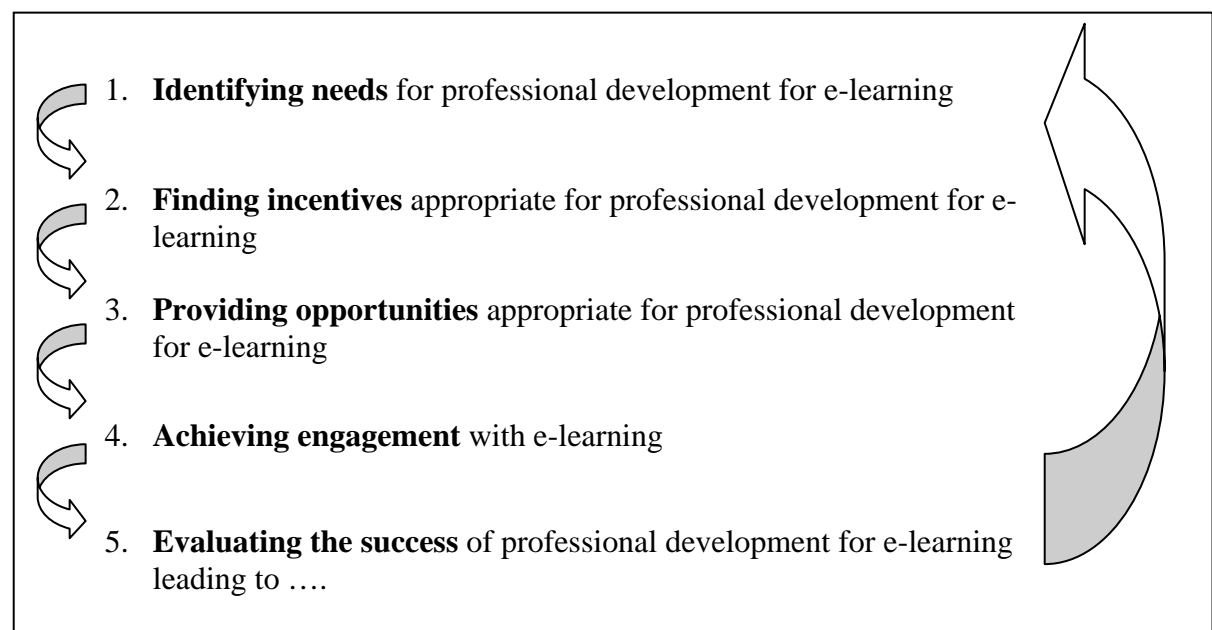 1. Identifying needs for professional development for e-learning
2. Finding incentives appropriate for professional development for e-
learning
3. Providing opportunities appropriate for professional development
for e-learning
4. Achieving engagement with e-learning
5. Evaluating the success of professional development for e-learning
leading to ….